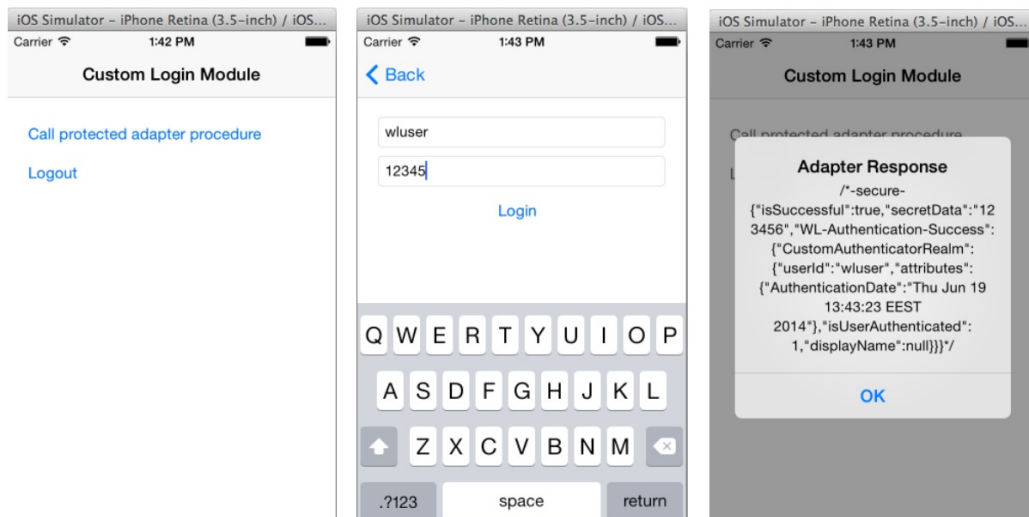 iOS Simulator – iPhone Retina (3.5–inch) / iOS...
Carrier 1:42 PM
Custom Login Module
Call protected adapter procedure
Logout
iOS Simulator – iPhone Retina (3.5–inch) / iOS...
Carrier 1:43 PM
Back
wluser
12345
Login
Q W E R T Y U I O P
A S D F G H J K L
Z X C V B N M
.?123 space return
iOS Simulator – iPhone Retina (3.5–inch) / iOS...
Carrier 1:43 PM
Custom Login Module
Call protected adapter procedure
L
Adapter Response
/*-secure-
{"isSuccessful":true,"secretData":"12
3456","WL-Authentication-Success":
{"CustomAuthenticatorRealm":
{"userId":"wluser","attributes":
{"AuthenticationDate":"Thu Jun 19
13:43:23 EEST
2014"},"isUserAuthenticated":
1,"displayName":null}}}*/
OK